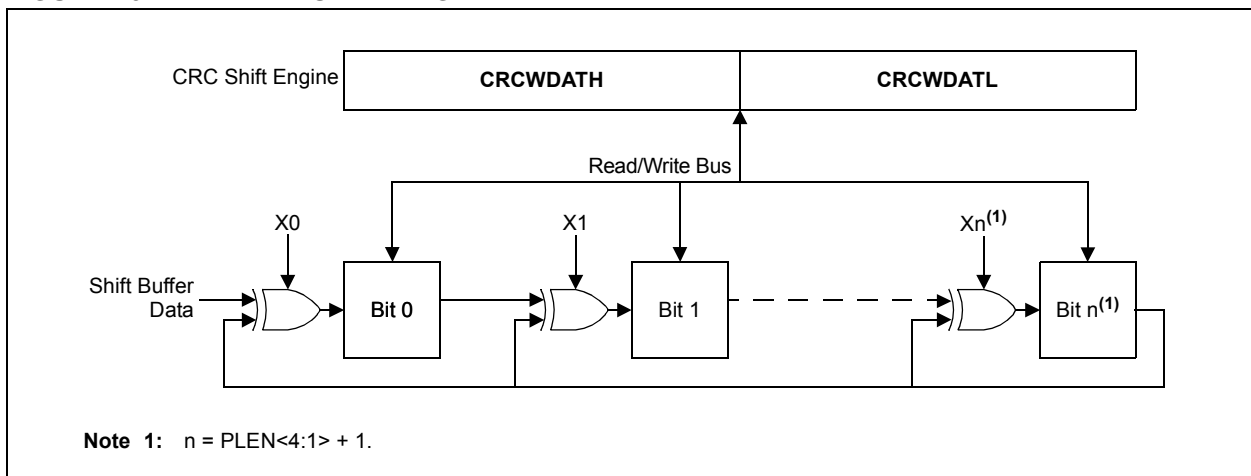 CRC Shift Engine
CRCWDATH
CRCWDATL
Read/Write Bus
X0
X1
Xn(1)
Shift Buffer
Data
Bit 0
Bit 1
Bit n(1)
Note 1: n = PLEN<4:1> + 1.